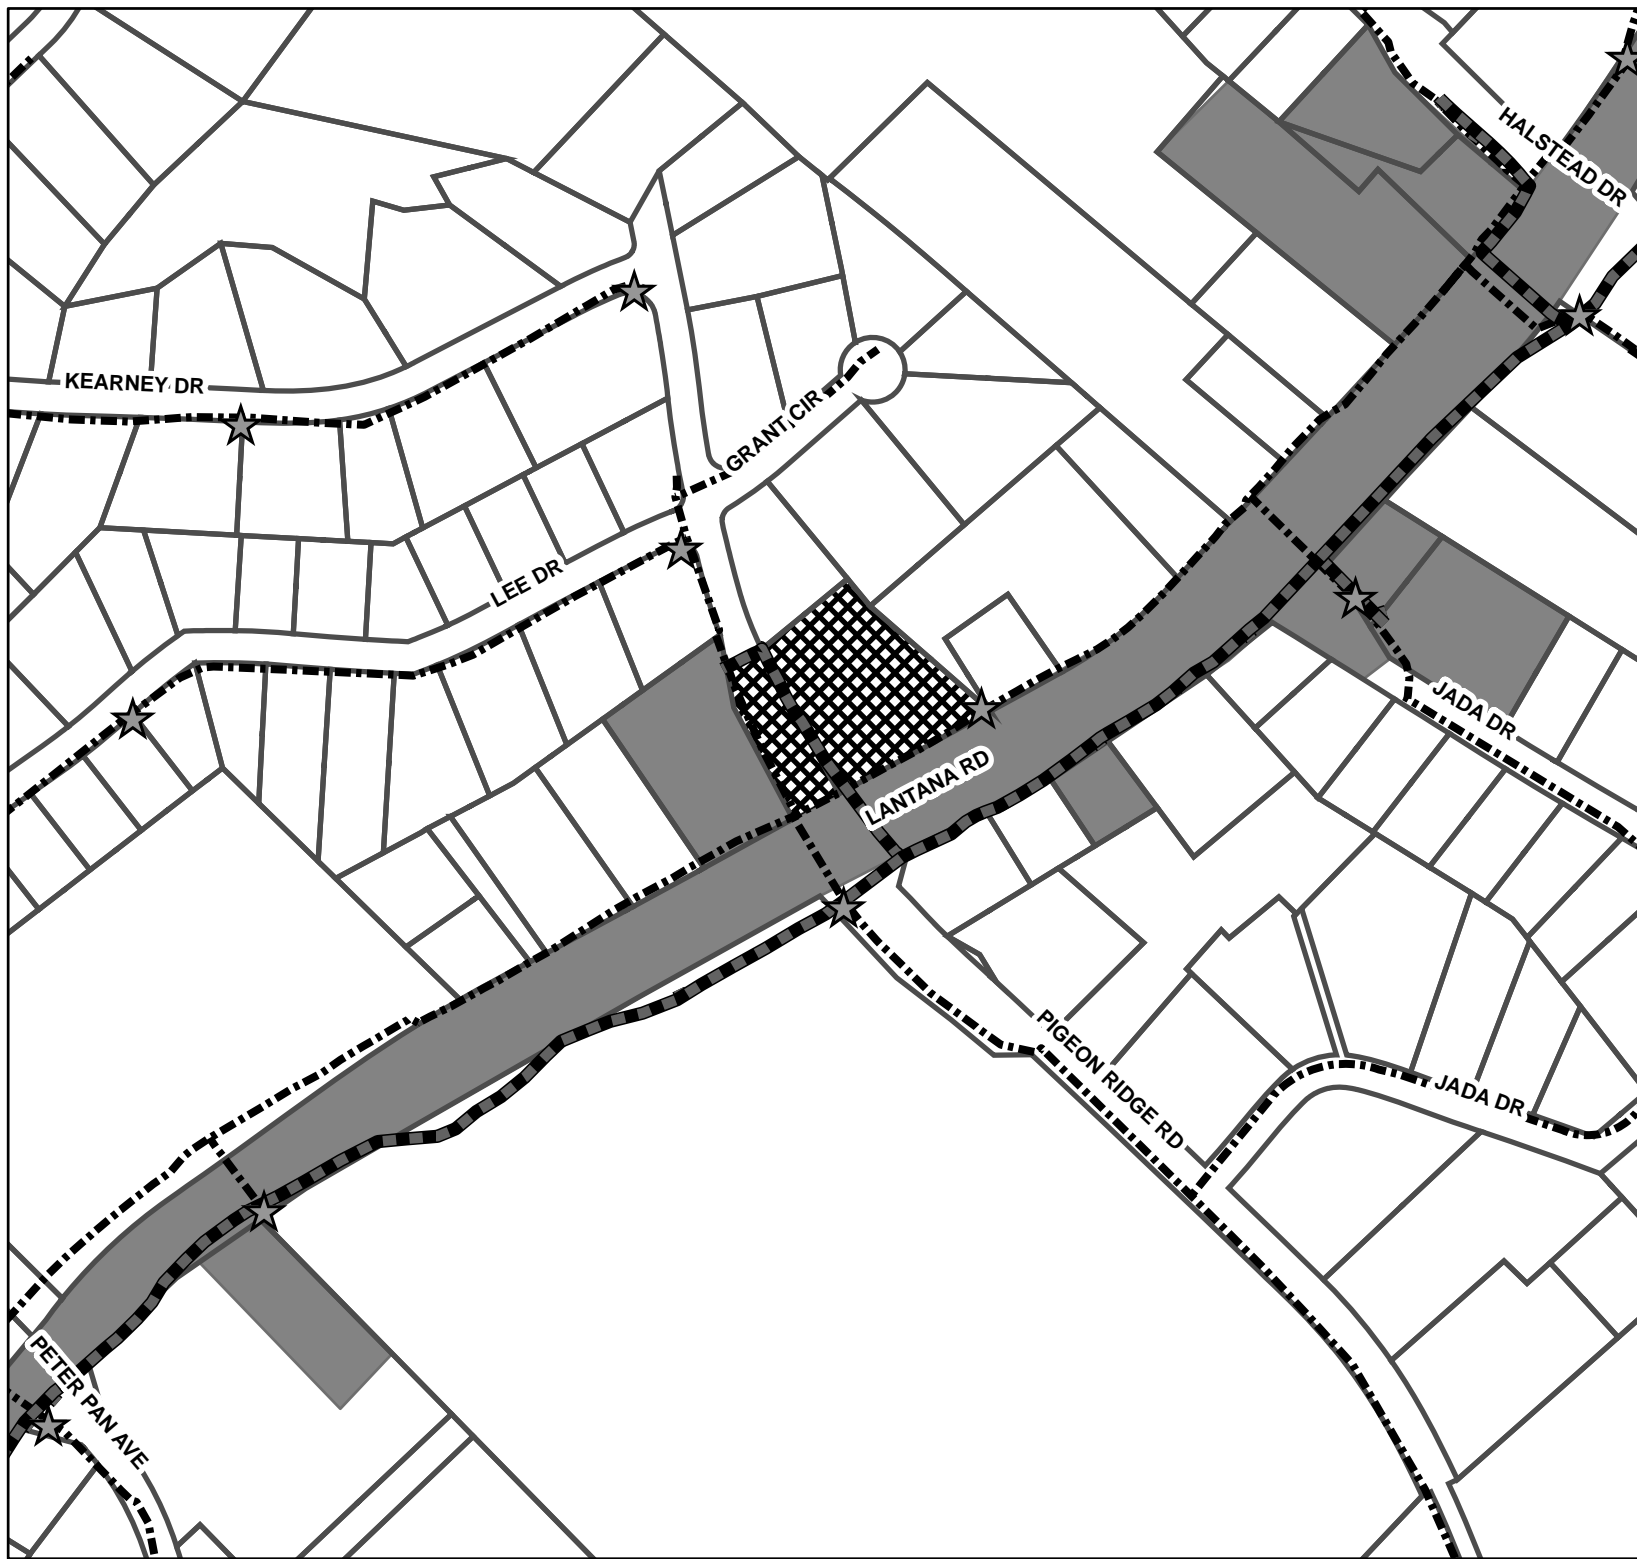 HALSTEAD DR
KEARNEY DR
GRANT CIR
LEE DR
JADA DR
LANTANA RD
PIGEON RIDGE RD
JADA DR
PETER PAN AVE